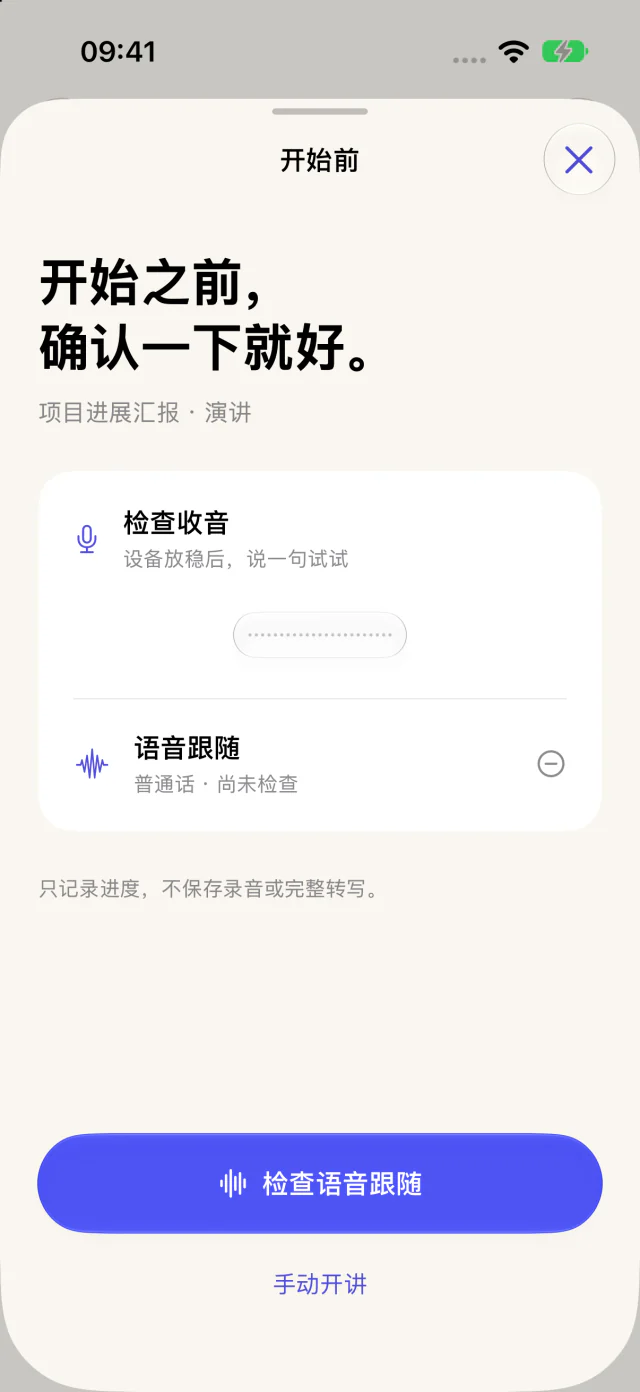 09:41
开始前
开始之前，
确认一下就好。
项目进展汇报 · 演讲
检查收音
设备放稳后，说一句试试
语音跟随
普通话 · 尚未检查
只记录进度，不保存录音或完整转写。
检查语音跟随
手动开讲